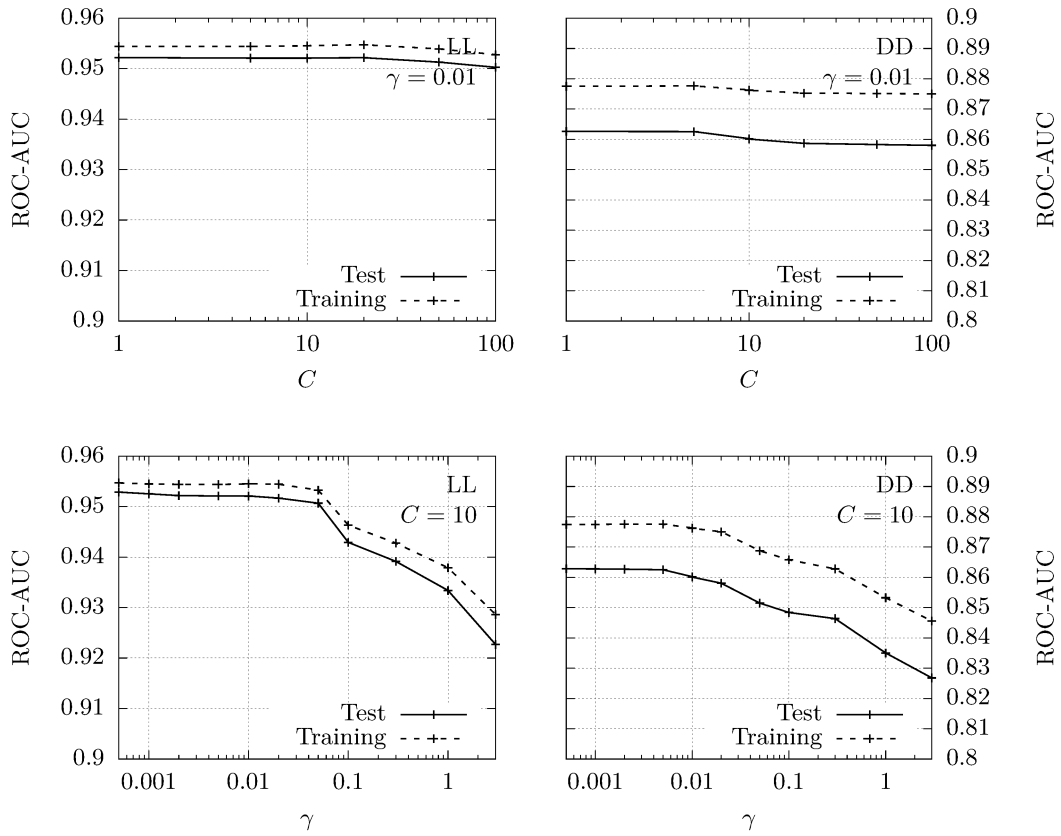 0.96
0.95
0.94
0.93
0.92
0.91
0.9
ROC-AUC
LL
γ = 0.01
Test
Training
1
10
100
C
0.9
0.89
0.88
0.87
0.86
0.85
0.84
0.83
0.82
0.81
0.8
ROC-AUC
DD
γ = 0.01
Test
Training
1
10
100
C
0.96
0.95
0.94
0.93
0.92
0.91
0.9
ROC-AUC
LL
C = 10
Test
Training
0.001
0.01
0.1
1
γ
0.9
0.89
0.88
0.87
0.86
0.85
0.84
0.83
0.82
0.81
0.8
ROC-AUC
DD
C = 10
Test
Training
0.001
0.01
0.1
1
γ